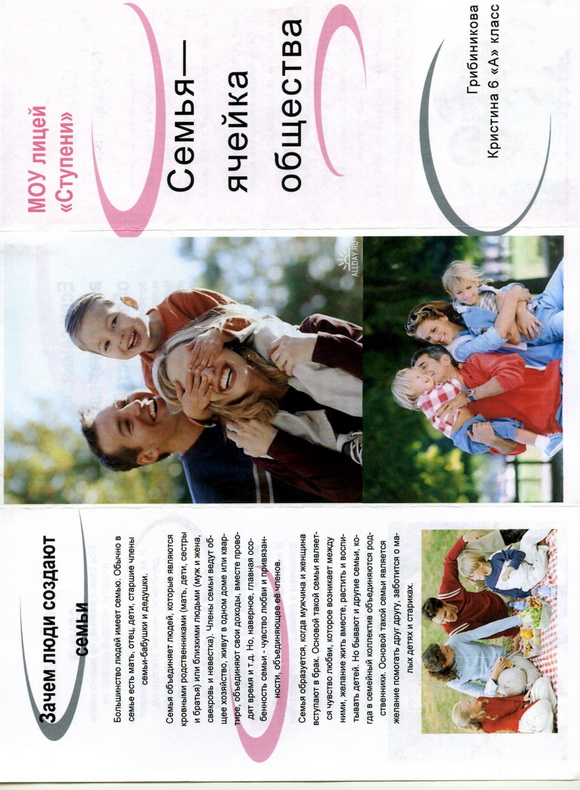 Зачем люди создают
семьи
Большинство людей имеет семью. Обычно в
семье есть мать, отец, дети, старшие члены
семьи-бабушки и дедушки.
Семья объединяет людей, которые являются
кровными родственниками (мать, дети, сестры
и братья) или близкими людьми (муж и жена,
свекровь и невестка). Члены семьи ведут об-
щее хозяйство, живут в одном доме или квар-
тире, объединяют свои доходы, вместе прово-
дят время и т.д. Но, наверное, главная осо-
бенность семьи - чувство любви и привязан-
ности, объединяющее ее членов.
Семья образуется, когда мужчина и женщина
вступают в брак. Основой такой семьи являет-
ся чувство любви, которое возникает между
ними, желание жить вместе, растить и воспи-
тывать детей. Но бывают и другие семьи, ко-
гда в семейный коллектив объединяются род-
ственники. Основой такой семьи является
желание помогать друг другу, заботится о ма-
лых детях и стариках.
ALLDAY.RU
МОУ лицей
«Ступени»
Семья—
ячейка
общества
Грибиникова
Кристина 6 «А» класс